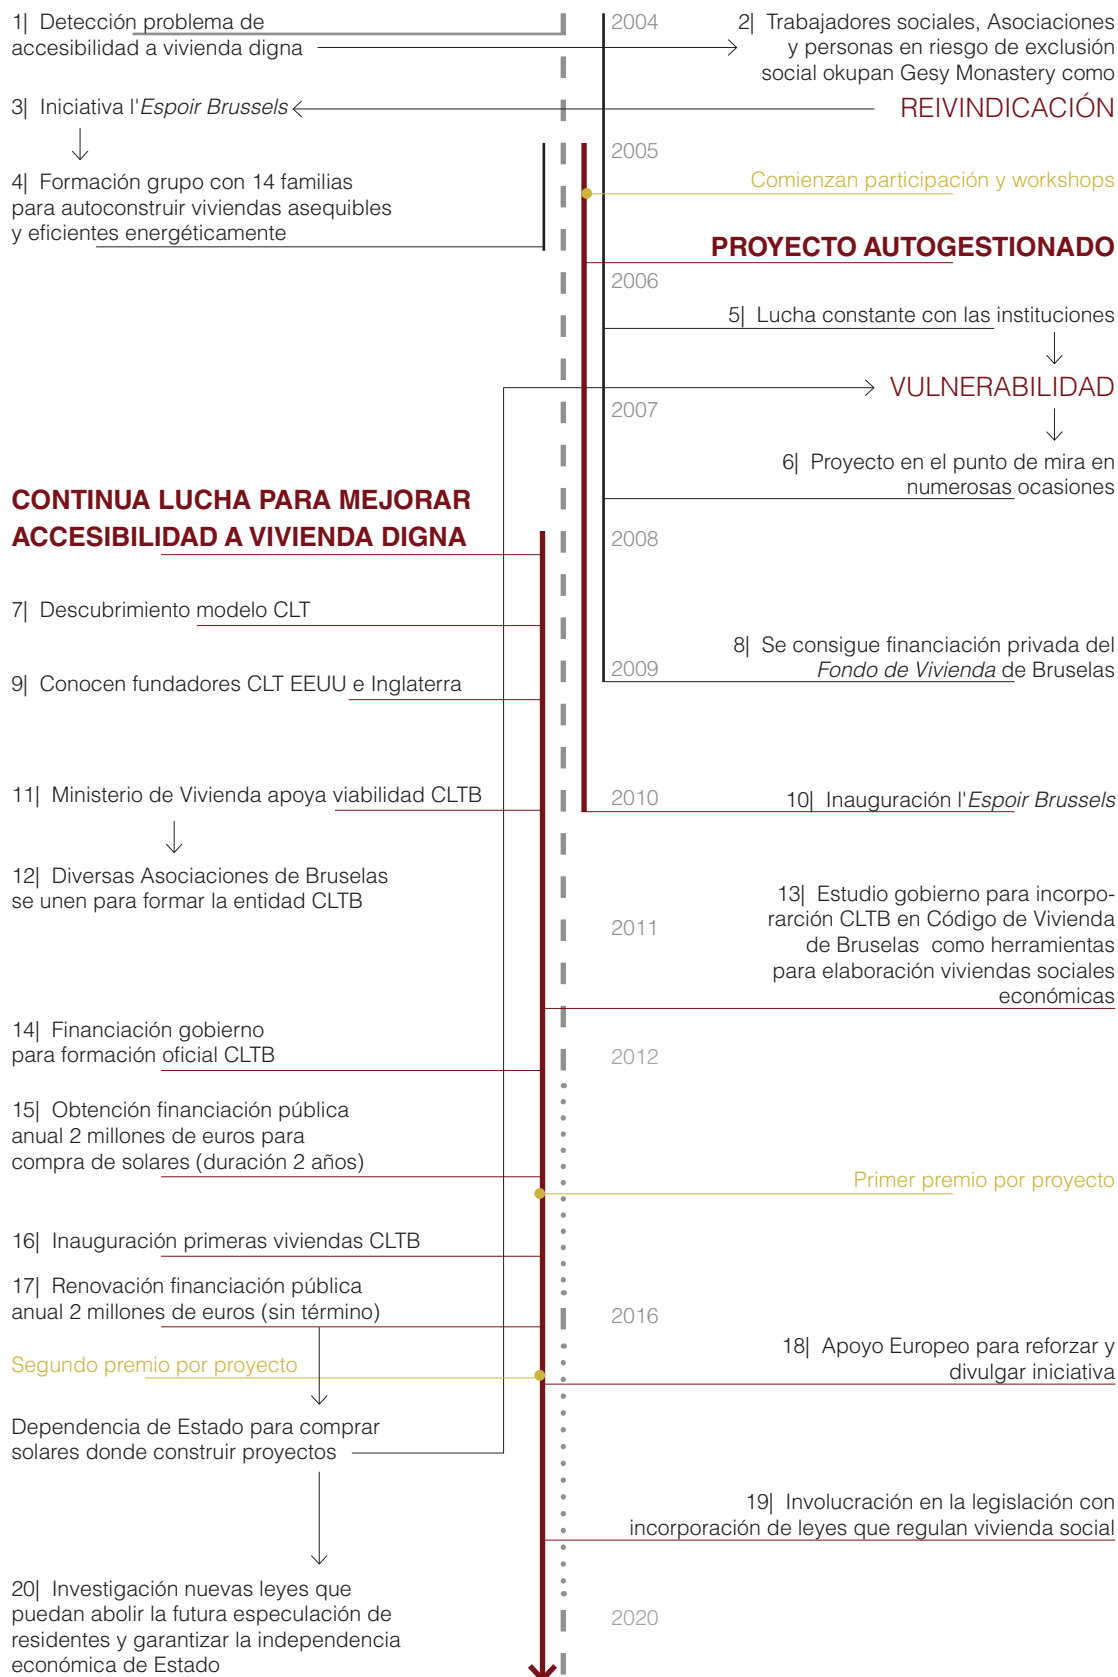 1| Detección problema de
accesibilidad a vivienda digna
2004
2| Trabajadores sociales, Asociaciones
y personas en riesgo de exclusión
social okupan Gesy Monastery como
REIVINDICACIÓN
3| Iniciativa l'Espoir Brussels
2005
4| Formación grupo con 14 familias
para autoconstruir viviendas asequibles
y eficientes energéticamente
Comienzan participación y workshops
PROYECTO AUTOGESTIONADO
2006
5| Lucha constante con las instituciones
VULNERABILIDAD
2007
6| Proyecto en el punto de mira en
numerosas ocasiones
CONTINUA LUCHA PARA MEJORAR
ACCESIBILIDAD A VIVIENDA DIGNA
2008
7| Descubrimiento modelo CLT
8| Se consigue financiación privada del
Fondo de Vivienda de Bruselas
2009
9| Conocen fundadores CLT EEUU e Inglaterra
11| Ministerio de Vivienda apoya viabilidad CLTB
2010
10| Inauguración l'Espoir Brussels
12| Diversas Asociaciones de Bruselas
se unen para formar la entidad CLTB
2011
13| Estudio gobierno para incorpo-
rarción CLTB en Código de Vivienda
de Bruselas como herramientas
para elaboración viviendas sociales
económicas
14| Financiación gobierno
para formación oficial CLTB
2012
15| Obtención financiación pública
anual 2 millones de euros para
compra de solares (duración 2 años)
Primer premio por proyecto
16| Inauguración primeras viviendas CLTB
17| Renovación financiación pública
anual 2 millones de euros (sin término)
2016
18| Apoyo Europeo para reforzar y
divulgar iniciativa
Segundo premio por proyecto
Dependencia de Estado para comprar
solares donde construir proyectos
19| Involucración en la legislación con
incorporación de leyes que regulan vivienda social
20| Investigación nuevas leyes que
puedan abolir la futura especulación de
residentes y garantizar la independencia
económica de Estado
2020